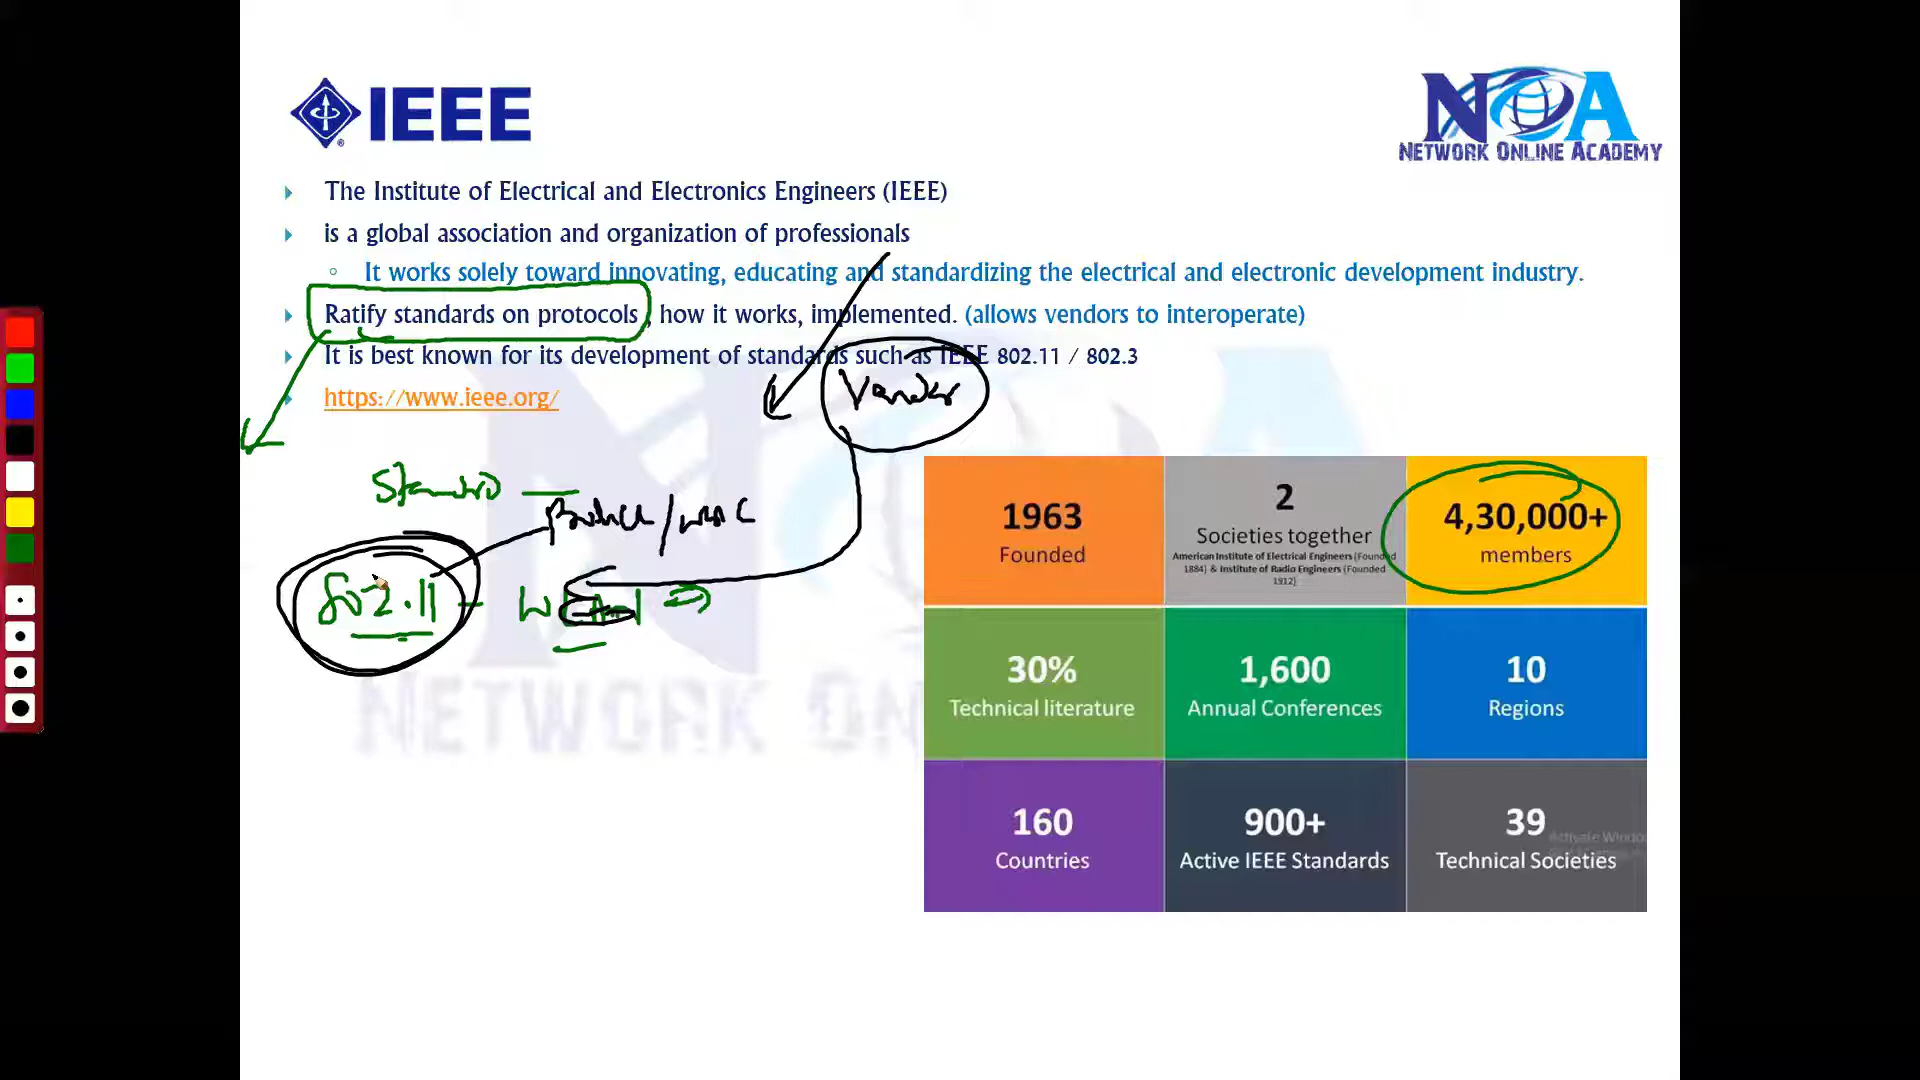 IEEE
NOA
NETWORK ONLINE ACADEMY
The Institute of Electrical and Electronics Engineers (IEEE)
is a global association and organization of professionals
It works solely toward innovating, educating and standardizing the electrical and electronic development industry.
Ratify standards on protocols , how it works, implemented. (allows vendors to interoperate)
It is best known for its development of standards such as IEEE 802.11 / 802.3
https://www.ieee.org/
Vendor
Standard
802.11 -
1963
Founded
2
Societies together
American Institute of Electrical Engineers (Founded
1884) & Institute of Radio Engineers (Founded
1912)
4,30,000+
members
30%
Technical literature
1,600
Annual Conferences
10
Regions
160
Countries
900+
Active IEEE Standards
39
Technical Societies
NETWORK ON